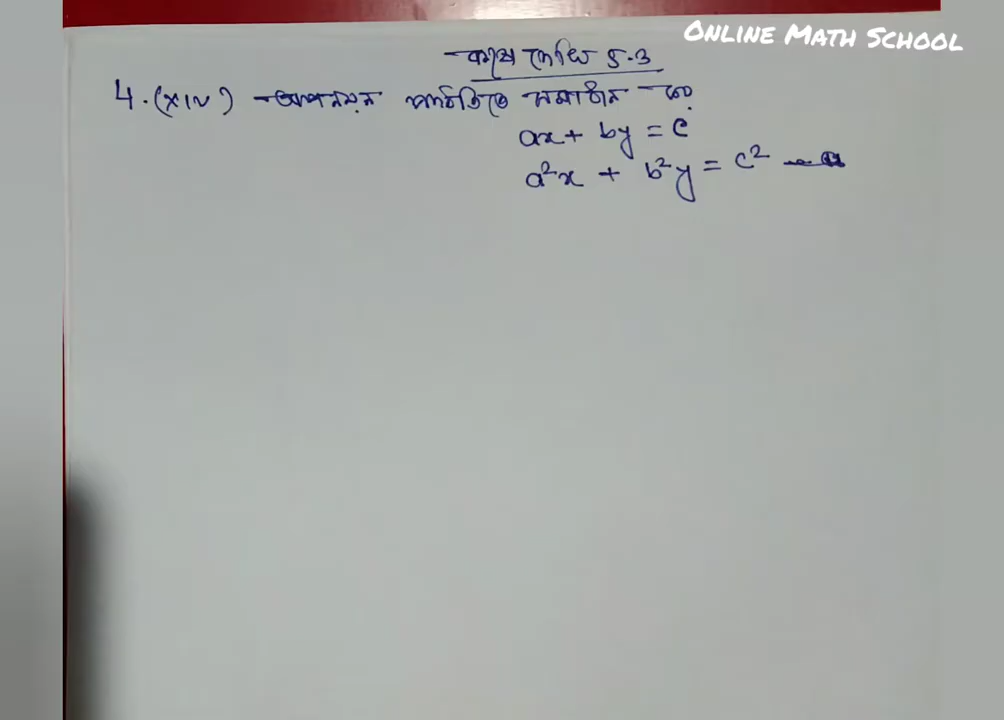 ONLINE MATH SCHOOL
কষে দেখি 5.3
4. (XIV) অপনয়ন পদ্ধতিতে সমাধান করো
ax + by = c
a²x + b²y = c²